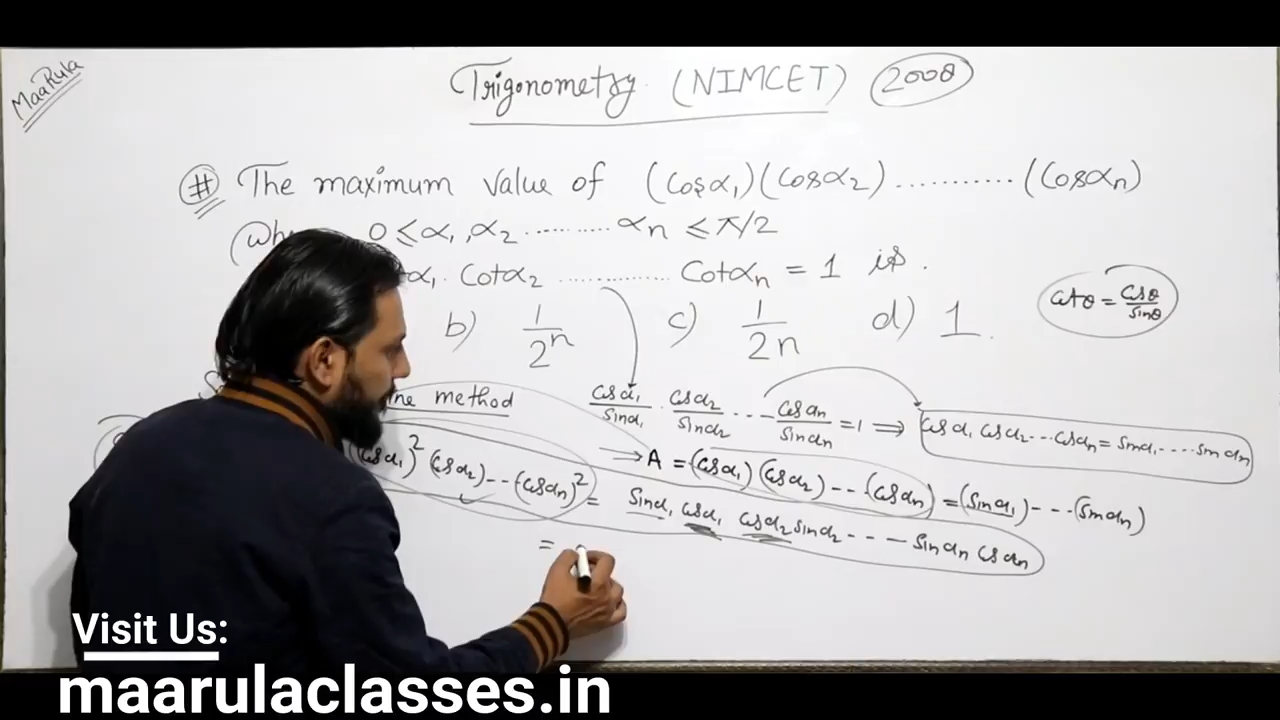 MaaRula
Trigonometry (NIMCET) 2008
# The maximum value of (Cosα₁)(Cosα₂)............(Cosαn)
0 ≤ α₁, α₂ .......... αn ≤ π/2
α₁. Cotα₂ ............. Cotαn = 1 is.
b) 1/2ⁿ c) 1/2n d) 1.
cotθ = cosθ/sinθ
method
cosα₁/sinα₁ . cosα₂/sinα₂ ... cosαn/sinαn = 1 ⇒ cosα₁ cosα₂...cosαn = sinα₁.....sinαn
→ A = (cosα₁)(cosα₂)--(cosαn) = (sinα₁)---(sinαn)
(cosα₁)² (cosα₂)--(cosαn)² = sinα₁ cosα₁ cosα₂ sinα₂ ---- sinαn cosαn
=
Visit Us:
maarulaclasses.in